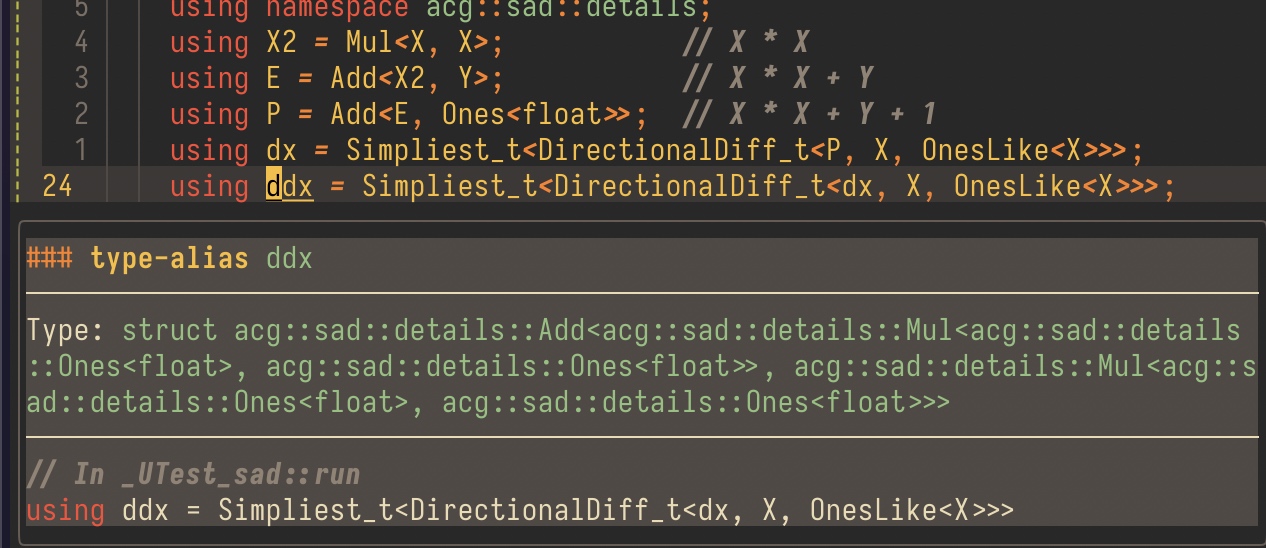 5 using namespace acg::sad::details;
4 using X2 = Mul<X, X>; // X * X
3 using E = Add<X2, Y>; // X * X + Y
2 using P = Add<E, Ones<float>>; // X * X + Y + 1
1 using dx = Simpliest_t<DirectionalDiff_t<P, X, OnesLike<X>>>;
24 using ddx = Simpliest_t<DirectionalDiff_t<dx, X, OnesLike<X>>>;
### type-alias ddx
Type: struct acg::sad::details::Add<acg::sad::details::Mul<acg::sad::details
::Ones<float>, acg::sad::details::Ones<float>>, acg::sad::details::Mul<acg::s
ad::details::Ones<float>, acg::sad::details::Ones<float>>>
// In _UTest_sad::run
using ddx = Simpliest_t<DirectionalDiff_t<dx, X, OnesLike<X>>>